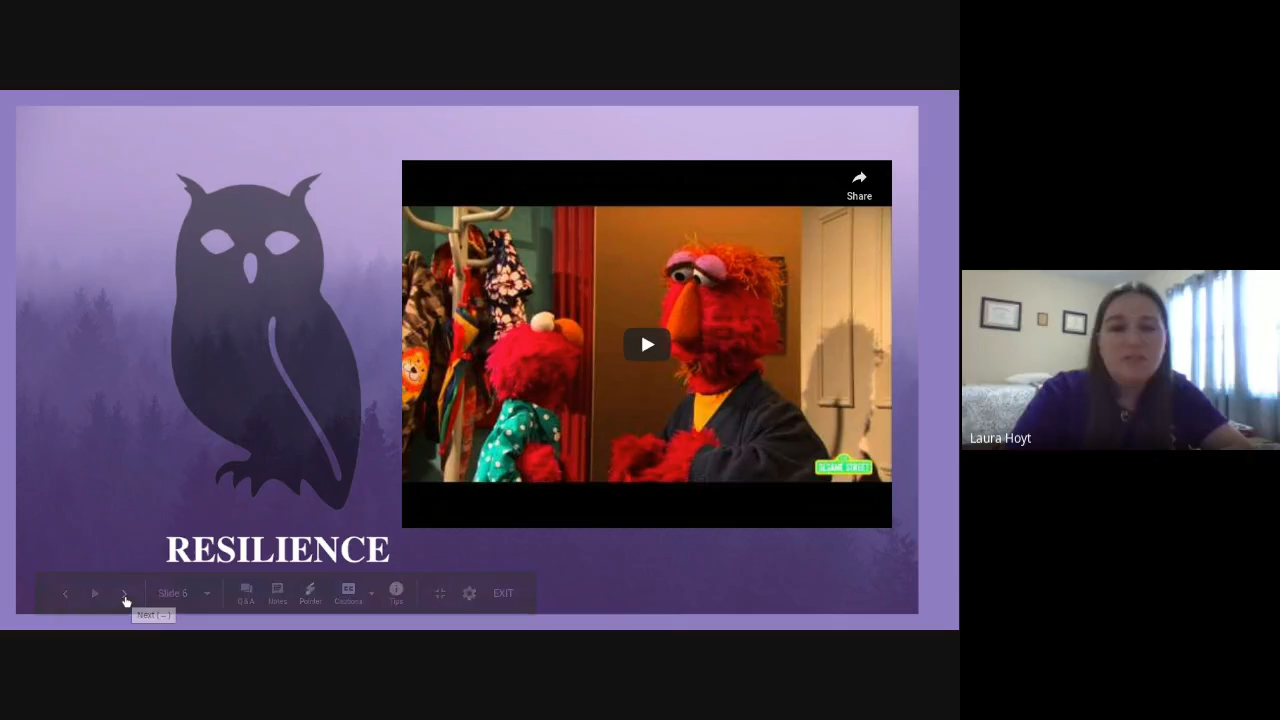 Share
SESAME STREET
RESILIENCE
Slide 6
Q & A
Notes
Pointer
Captions
Tips
EXIT
Next (→)
Laura Hoyt